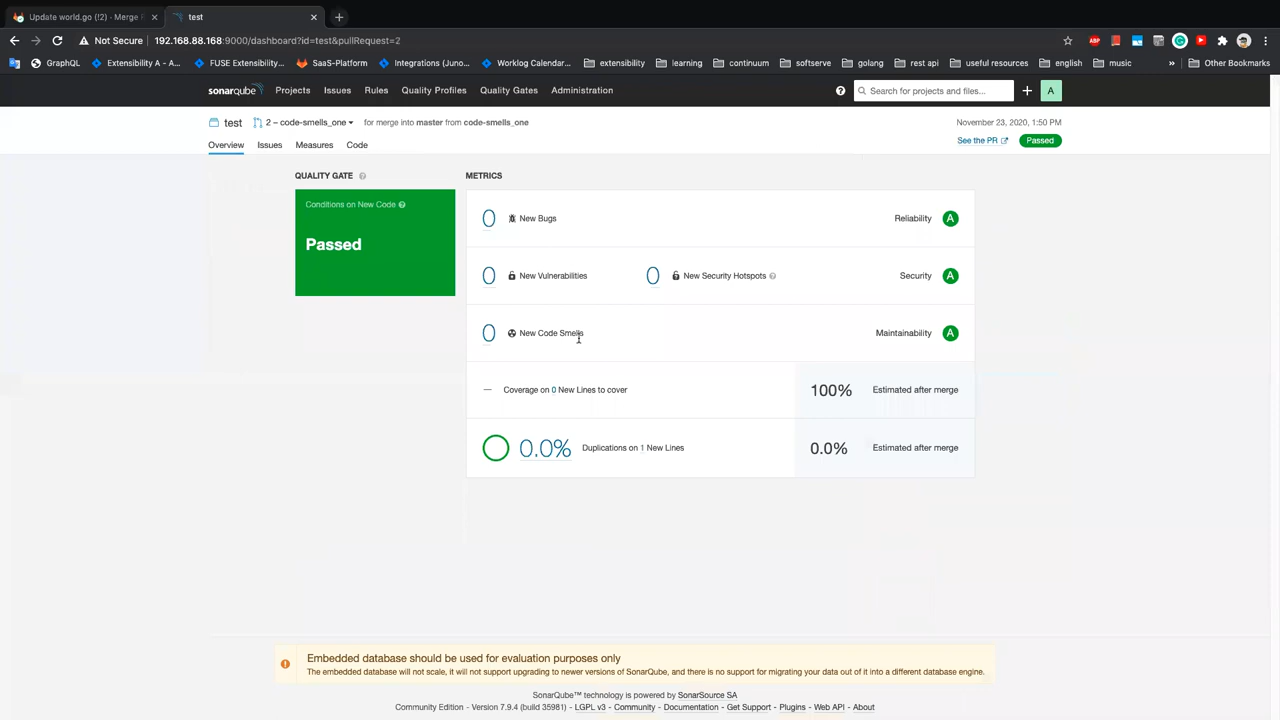 Update world.go (!2) - Merge R
test
Not Secure 192.168.88.168:9000/dashboard?id=test&pullRequest=2
GraphQL Extensibility A - A... FUSE Extensibility... SaaS-Platform Integrations (Juno... Worklog Calendar... extensibility learning continuum softserve golang rest api useful resources english music » Other Bookmarks
sonarqube Projects Issues Rules Quality Profiles Quality Gates Administration Search for projects and files... A
test 2 – code-smells_one for merge into master from code-smells_one November 23, 2020, 1:50 PM
See the PR Passed
Overview Issues Measures Code
QUALITY GATE METRICS
Conditions on New Code
Passed
0 New Bugs Reliability A
0 New Vulnerabilities 0 New Security Hotspots Security A
0 New Code Smells Maintainability A
— Coverage on 0 New Lines to cover 100% Estimated after merge
0.0% Duplications on 1 New Lines 0.0% Estimated after merge
Embedded database should be used for evaluation purposes only
The embedded database will not scale, it will not support upgrading to newer versions of SonarQube, and there is no support for migrating your data out of it into a different database engine.
SonarQube™ technology is powered by SonarSource SA
Community Edition - Version 7.9.4 (build 35981) - LGPL v3 - Community - Documentation - Get Support - Plugins - Web API - About